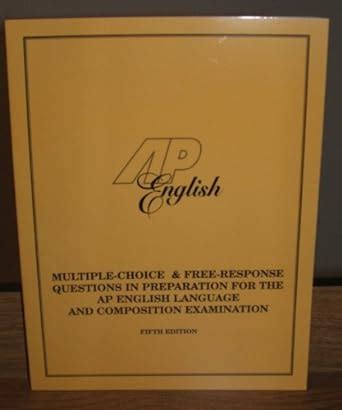 AP
English
MULTIPLE-CHOICE & FREE-RESPONSE
QUESTIONS IN PREPARATION FOR THE
AP ENGLISH LANGUAGE
AND COMPOSITION EXAMINATION
FIFTH EDITION